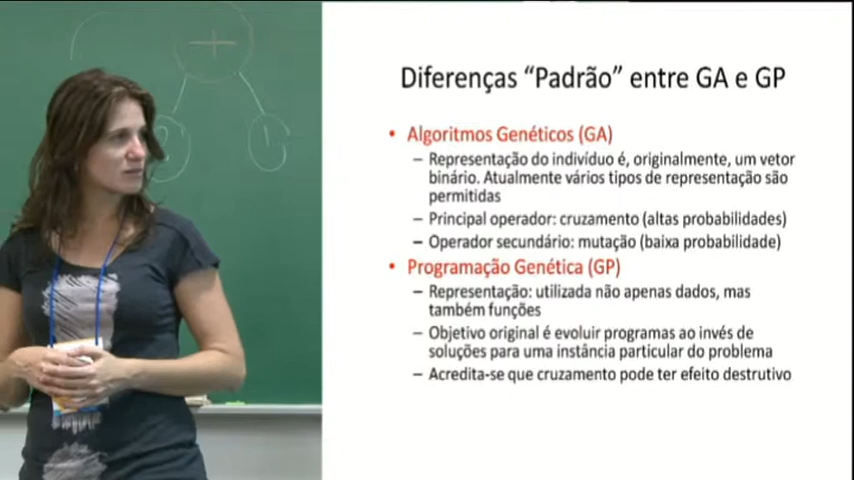 +
1
Diferenças “Padrão” entre GA e GP
• Algoritmos Genéticos (GA)
– Representação do indivíduo é, originalmente, um vetor
binário. Atualmente vários tipos de representação são
permitidas
– Principal operador: cruzamento (altas probabilidades)
– Operador secundário: mutação (baixa probabilidade)
• Programação Genética (GP)
– Representação: utilizada não apenas dados, mas
também funções
– Objetivo original é evoluir programas ao invés de
soluções para uma instância particular do problema
– Acredita-se que cruzamento pode ter efeito destrutivo